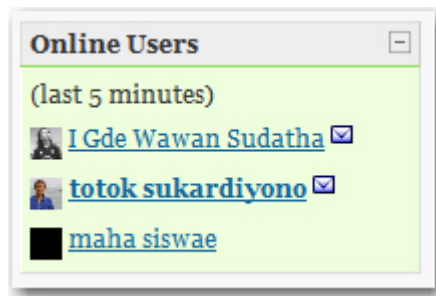 Online Users
(last 5 minutes)
I Gde Wawan Sudatha
totok sukardiyono
maha siswae